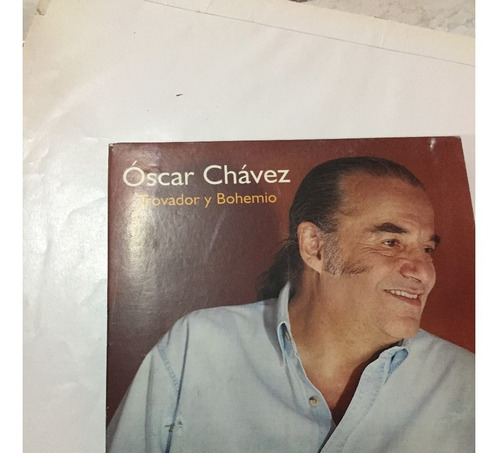 Óscar Chávez
Trovador y Bohemio